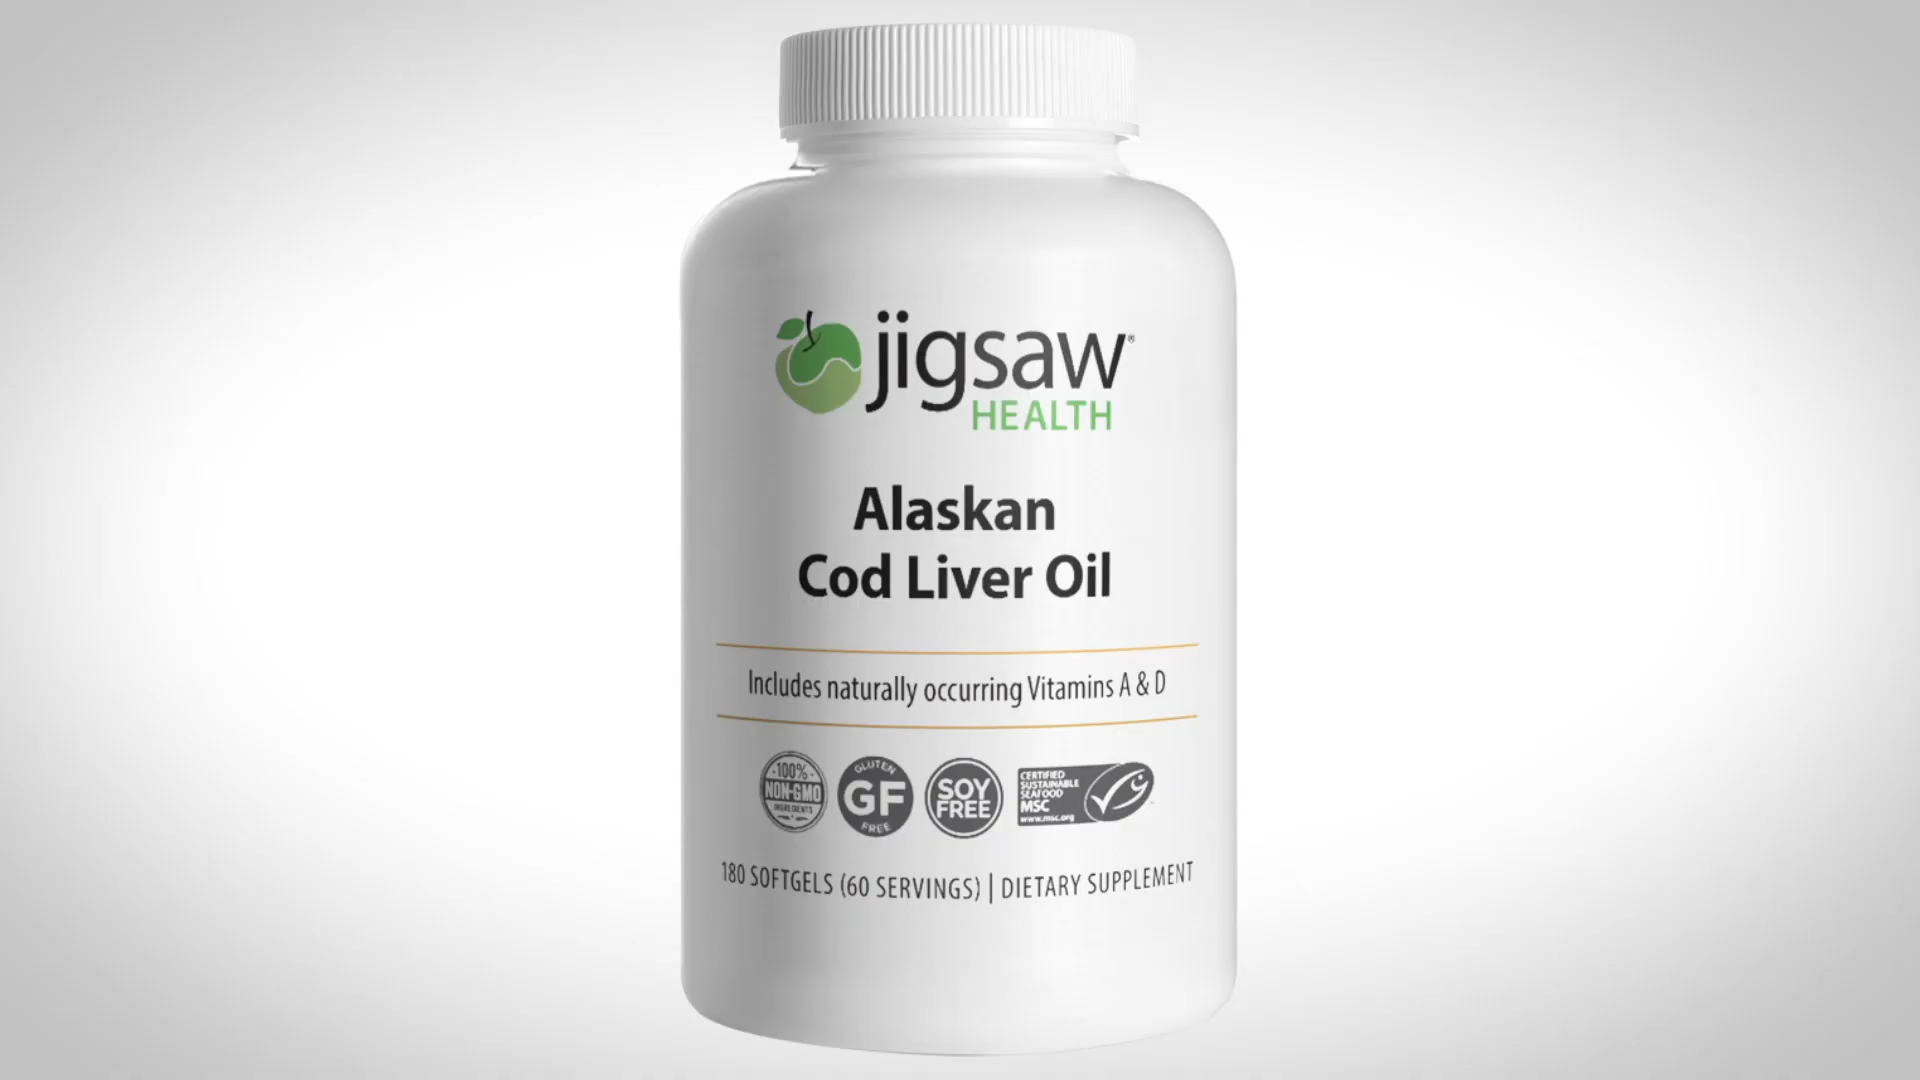 jigsaw®
HEALTH
Alaskan
Cod Liver Oil
Includes naturally occurring Vitamins A & D
100%
NON-GMO
INGREDIENTS
GLUTEN
GF
FREE
SOY
FREE
CERTIFIED
SUSTAINABLE
SEAFOOD
MSC
www.msc.org
180 SOFTGELS (60 SERVINGS) | DIETARY SUPPLEMENT